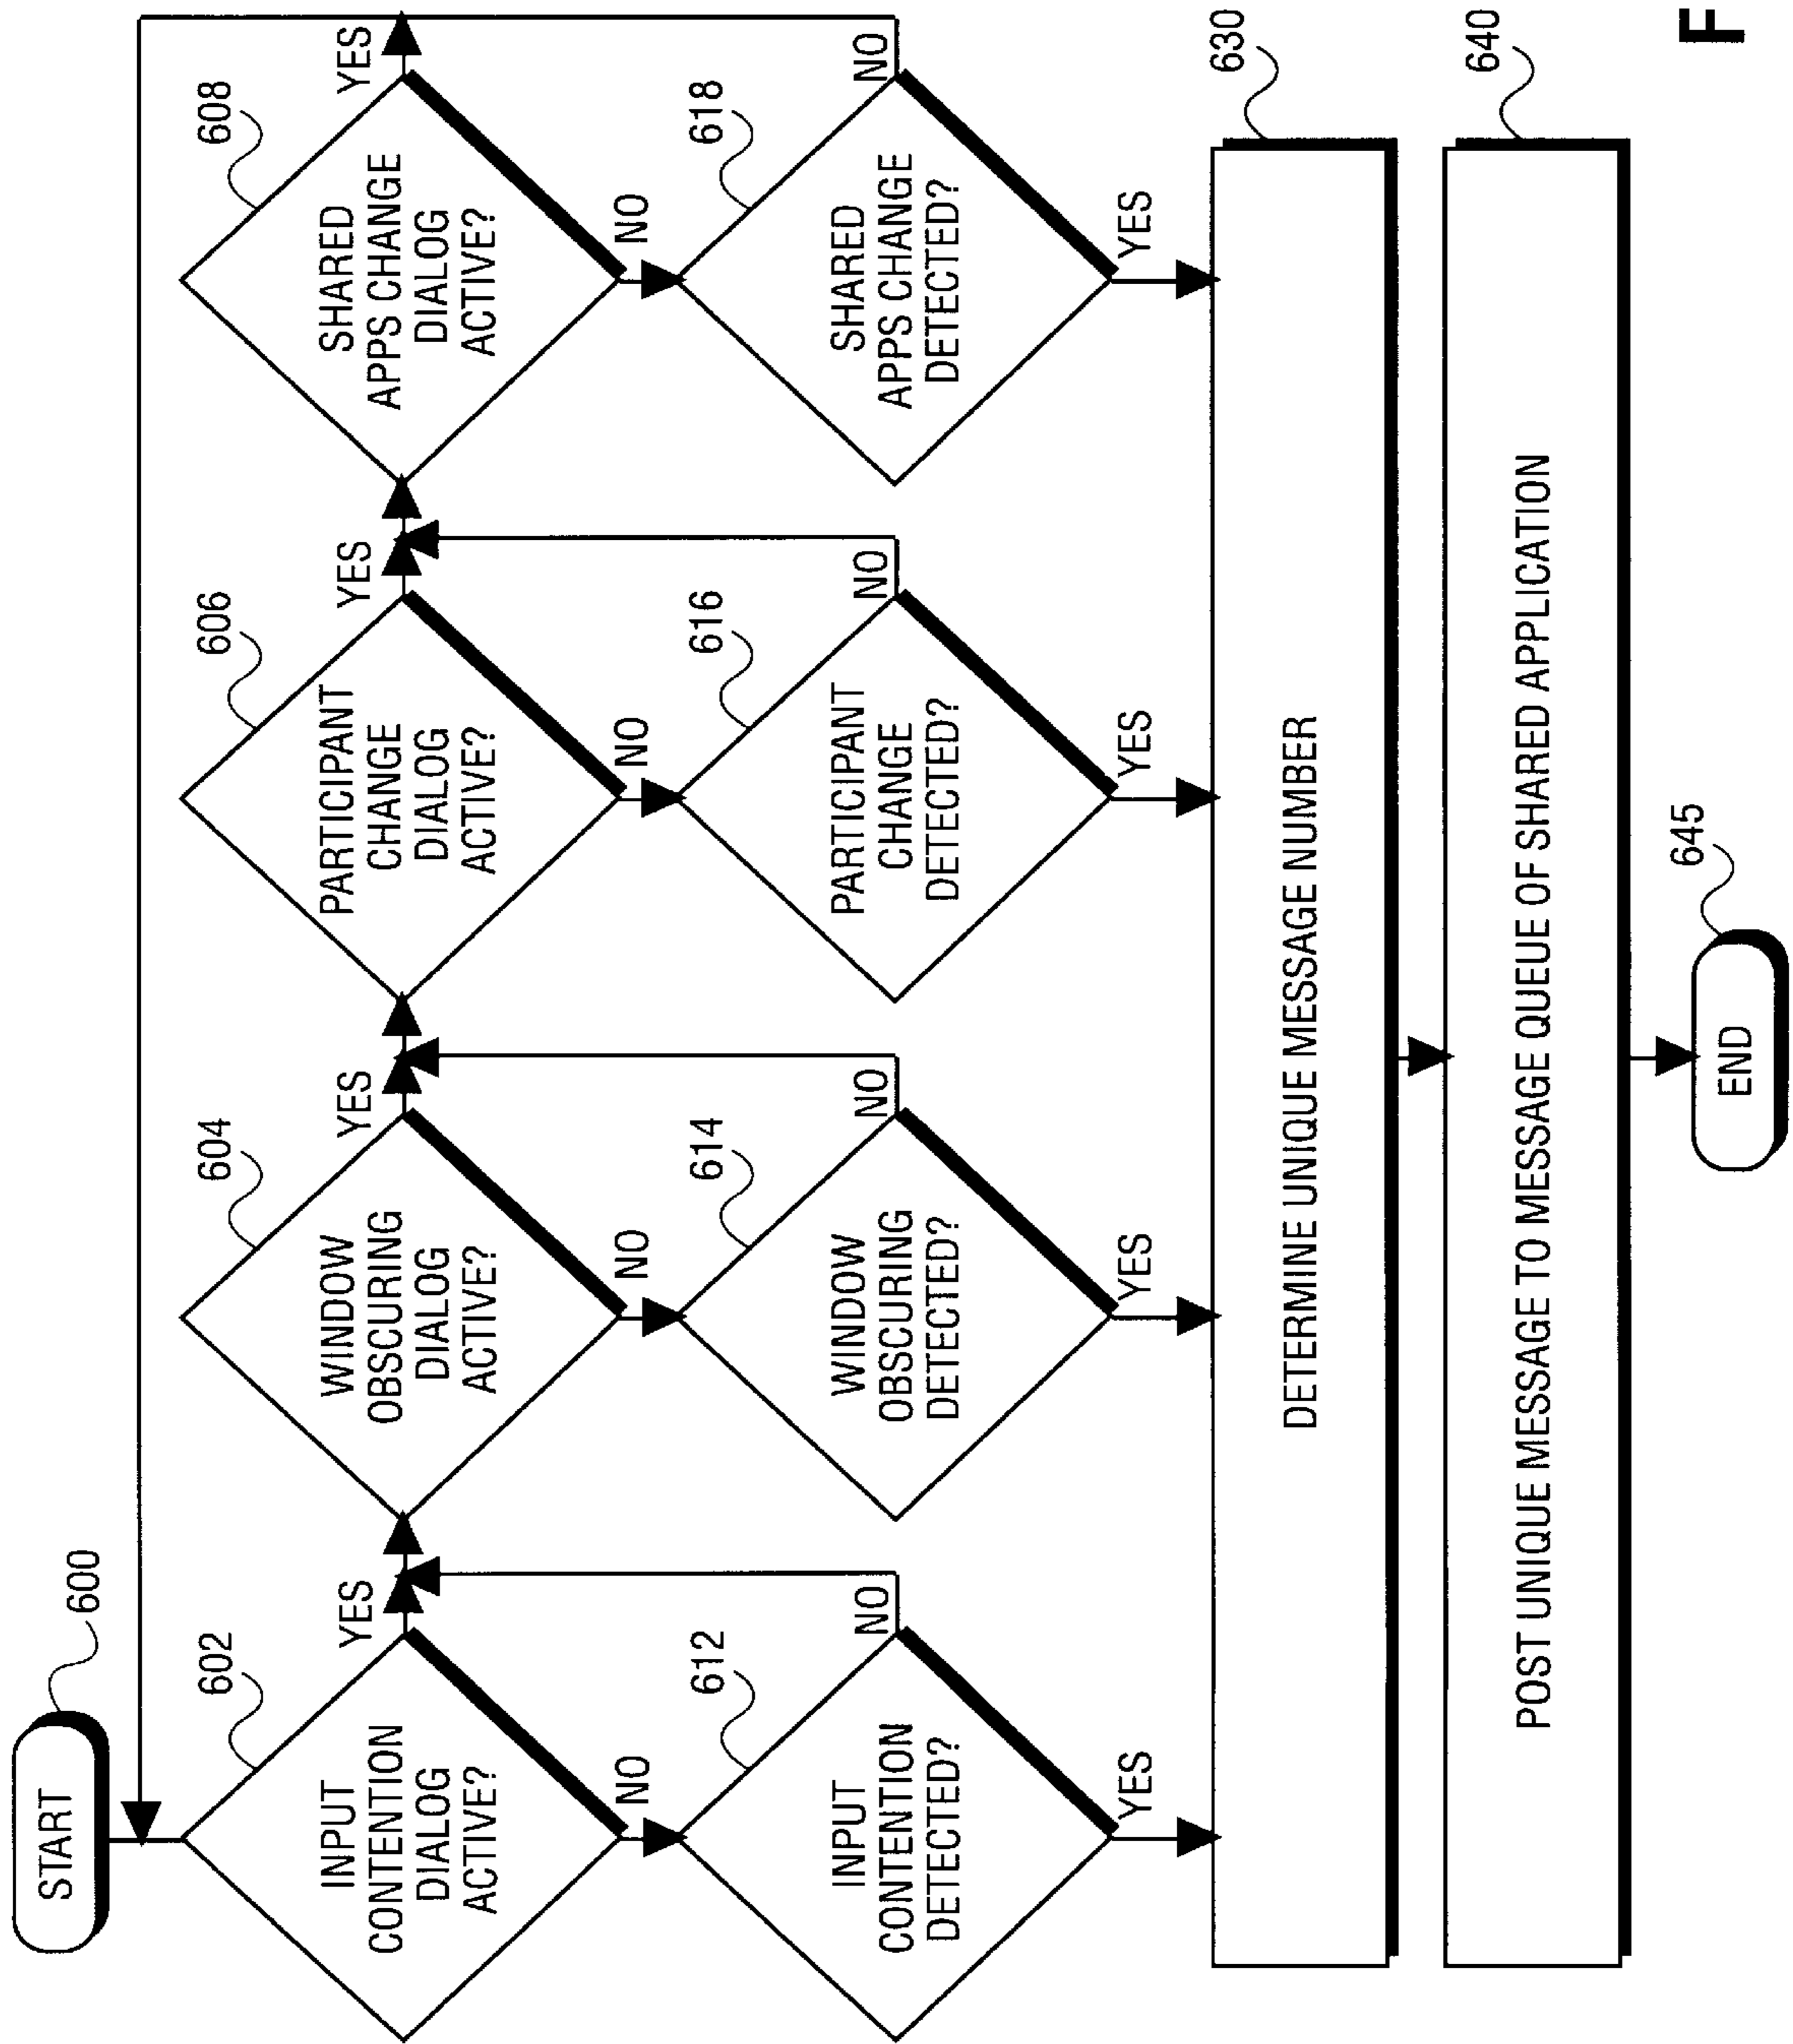 START
600
INPUT
CONTENTION
DIALOG
ACTIVE?
602
YES
NO
WINDOW
OBSCURING
DIALOG
ACTIVE?
604
YES
NO
PARTICIPANT
CHANGE
DIALOG
ACTIVE?
606
YES
NO
SHARED
APPS CHANGE
DIALOG
ACTIVE?
608
YES
NO
INPUT
CONTENTION
DETECTED?
612
NO
YES
WINDOW
OBSCURING
DETECTED?
614
NO
YES
PARTICIPANT
CHANGE
DETECTED?
616
NO
YES
SHARED
APPS CHANGE
DETECTED?
618
NO
YES
DETERMINE UNIQUE MESSAGE NUMBER
630
POST UNIQUE MESSAGE TO MESSAGE QUEUE OF SHARED APPLICATION
640
END
645
F